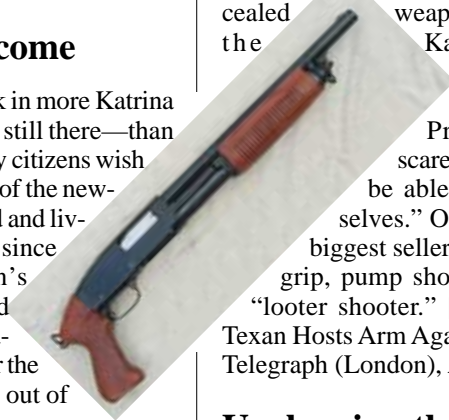 come
k in more Katrina
still there—than
y citizens wish
of the new-
d and liv-
since
n's
d
-
r the
out of
cealed weap
the Ka
Pr
scare
be able
selves.” O
biggest seller
grip, pump sho
“looter shooter.”
Texan Hosts Arm Aga
Telegraph (London),